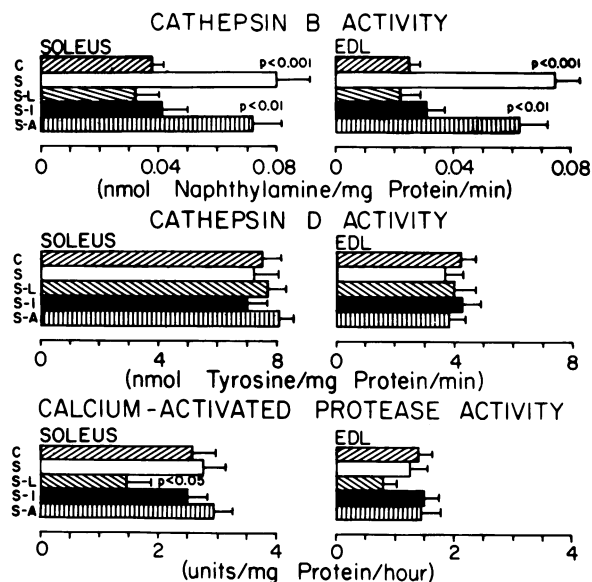 CATHEPSIN B ACTIVITY
SOLEUS EDL
C
S p<0.001 p<0.001
S-L
S-I p<0.01 p<0.01
S-A
0 0.04 0.08 0 0.04 0.08
(nmol Naphthylamine/mg Protein/min)
CATHEPSIN D ACTIVITY
SOLEUS EDL
C
S
S-L
S-I
S-A
0 4 8 0 4 8
(nmol Tyrosine/mg Protein/min)
CALCIUM-ACTIVATED PROTEASE ACTIVITY
SOLEUS EDL
C
S
S-L p<0.05
S-I
S-A
0 2 4 0 2 4
(units/mg Protein/hour)